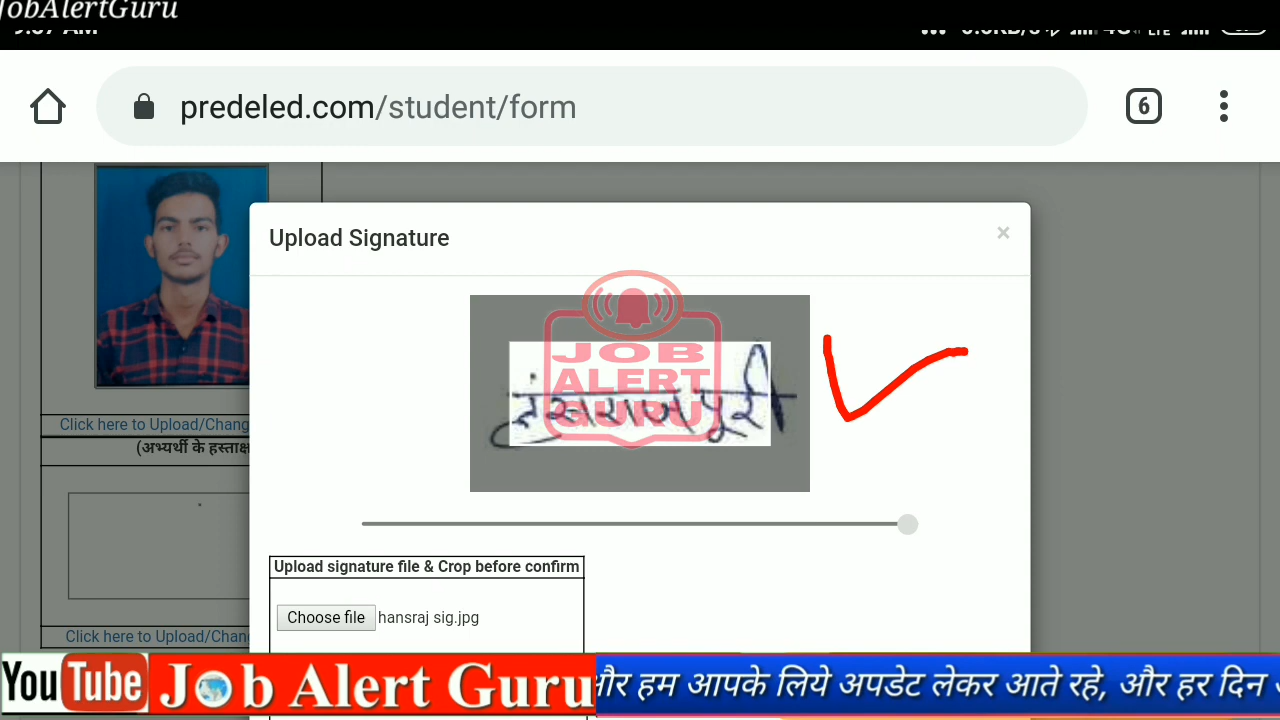 JobAlertGuru
predeled.com/student/form
6
Upload Signature
×
JOB
ALERT
GURU
हंसराज पूरी
Click here to Upload/Chang
(अभ्यर्थी के हस्ताक्ष
Upload signature file & Crop before confirm
Choose file hansraj sig.jpg
Click here to Upload/Chang
YouTube Job Alert Guru और हम आपके लिये अपडेट लेकर आते रहे, और हर दिन